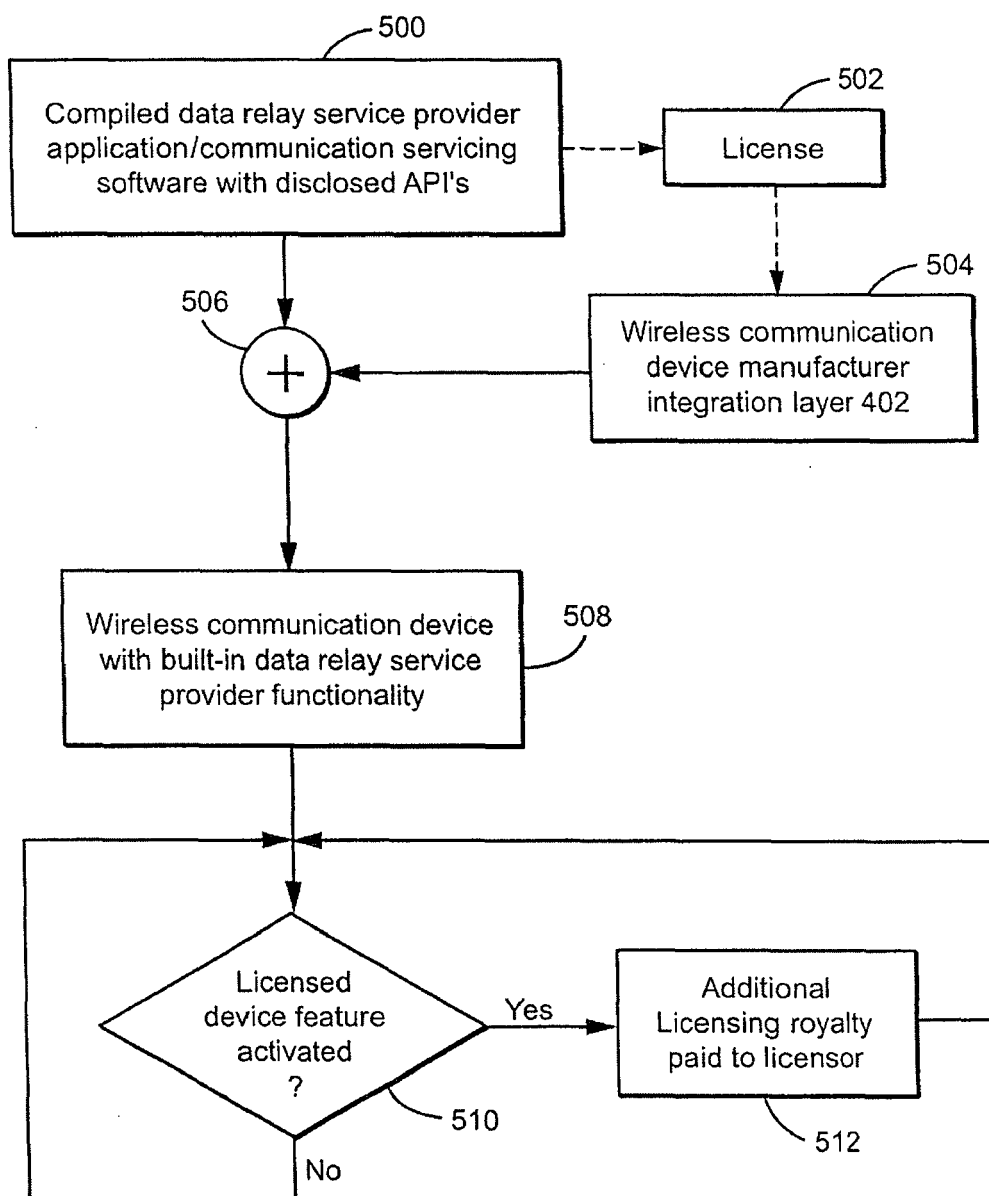 500
Compiled data relay service provider
application/communication servicing
software with disclosed API's
502
License
504
Wireless communication
device manufacturer
integration layer 402
506
+
Wireless communication device
with built-in data relay service
provider functionality
508
Licensed
device feature
activated
?
Yes
Additional
Licensing royalty
paid to licensor
510
512
No